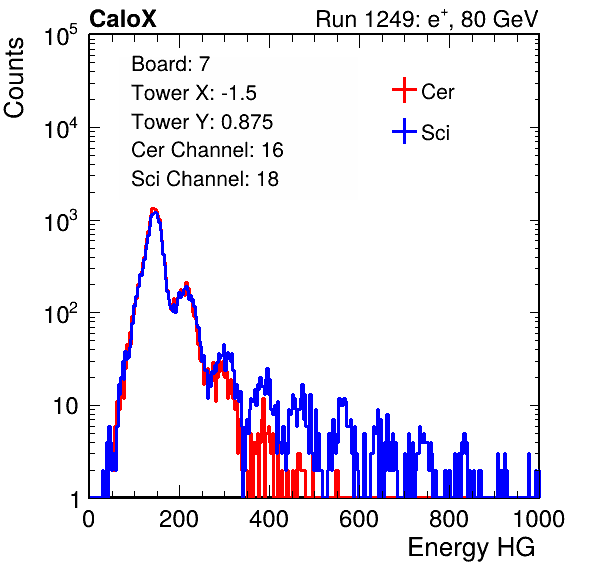 CaloX Run 1249: e⁺, 80 GeV
Counts
Board: 7
Tower X: -1.5
Tower Y: 0.875
Cer Channel: 16
Sci Channel: 18
Cer
Sci
10⁵
10⁴
10³
10²
10
1
0 200 400 600 800 1000
Energy HG